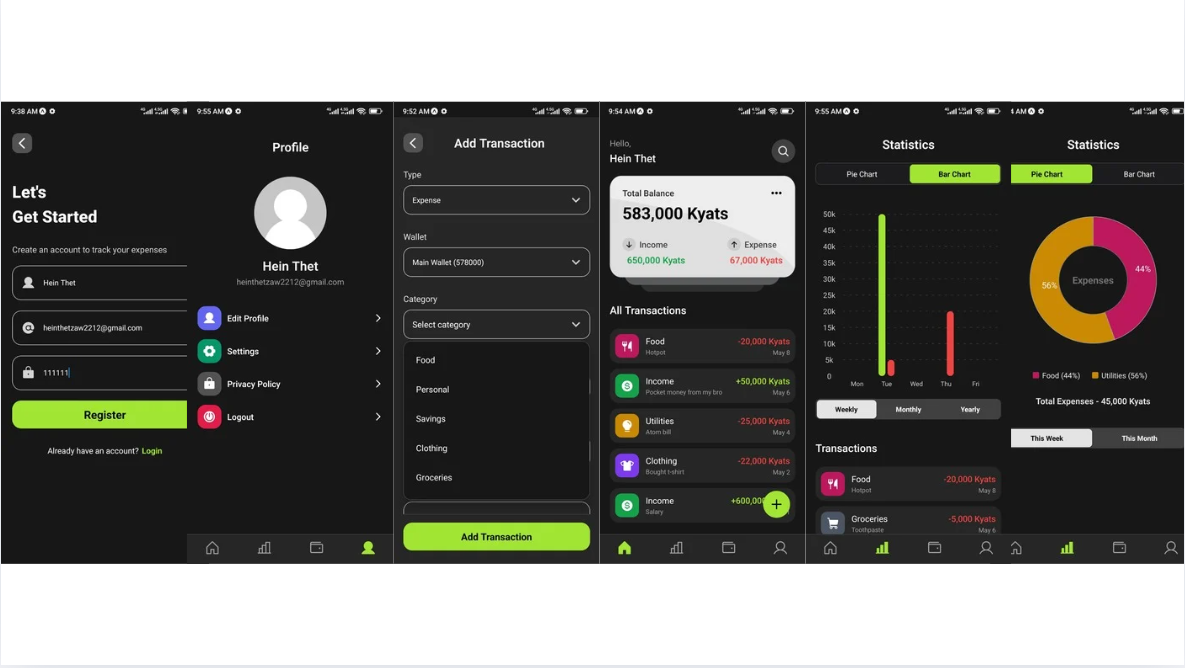 9:38 AM
Let's
Get Started
Create an account to track your expenses
Hein Thet
heinthetzaw2212@gmail.com
111111
Register
Already have an account? Login
9:55 AM
Profile
Hein Thet
heinthetzaw2212@gmail.com
Edit Profile
Settings
Privacy Policy
Logout
9:52 AM
Add Transaction
Type
Expense
Wallet
Main Wallet (578000)
Category
Select category
Food
Personal
Savings
Clothing
Groceries
Add Transaction
9:54 AM
Hello,
Hein Thet
Total Balance
583,000 Kyats
Income Expense
650,000 Kyats 67,000 Kyats
All Transactions
Food -20,000 Kyats
Hotpot May 8
Income +50,000 Kyats
Pocket money from my bro May 6
Utilities -25,000 Kyats
Atom bill May 4
Clothing -22,000 Kyats
Bought t-shirt May 2
Income +600,00
Salary
9:55 AM
Statistics
Pie Chart Bar Chart
50k
45k
40k
35k
30k
25k
20k
15k
10k
5k
0
Mon Tue Wed Thu Fri
Weekly Monthly Yearly
Transactions
Food -20,000 Kyats
Hotpot May 8
Groceries -5,000 Kyats
Toothpaste May 6
AM
Statistics
Pie Chart Bar Chart
44%
56%
Expenses
Food (44%) Utilities (56%)
Total Expenses - 45,000 Kyats
This Week This Month